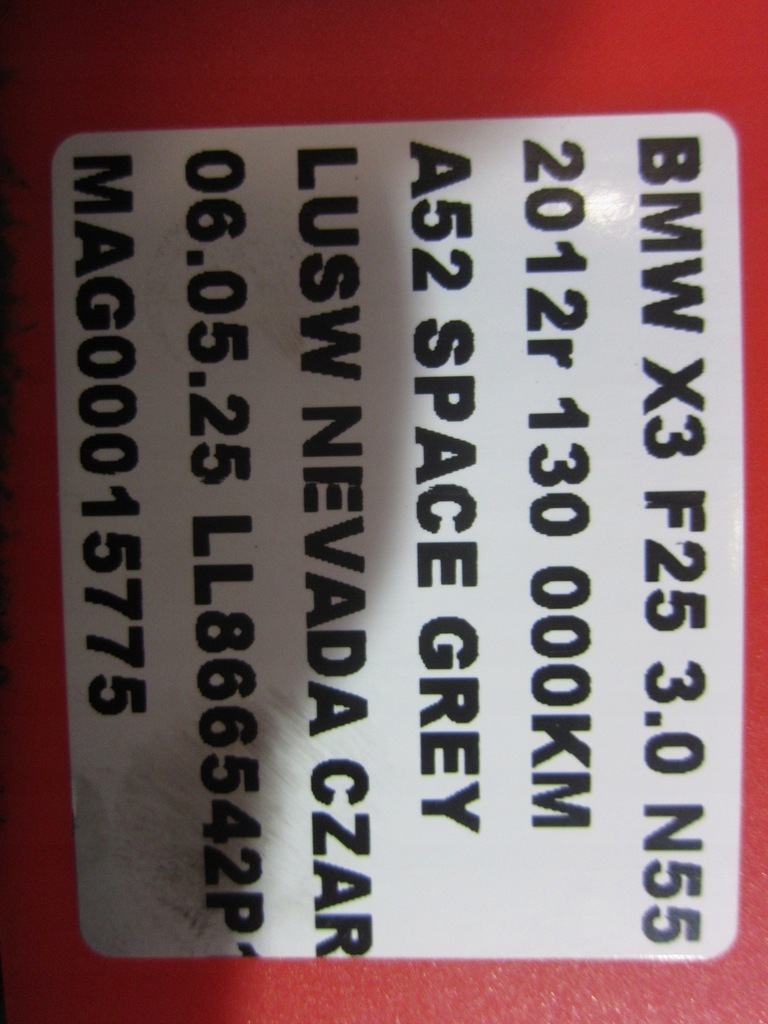 BMW X3 F25 3.0 N55
2012r 130 000KM
A52 SPACE GREY
LUSW NEVADA CZAR
06.05.25 LL866542P
MAG00015775